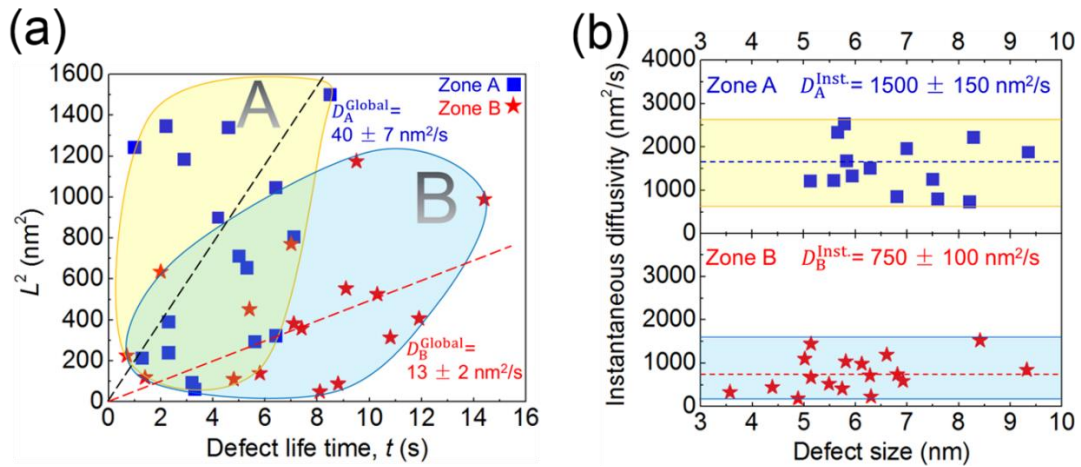 (a)
1600
1400
1200
1000
800
600
400
200
0
L² (nm²)
0 2 4 6 8 10 12 14 16
Defect life time, t (s)
A
B
Zone A
Zone B
D_A^Global=
40 ± 7 nm²/s
D_B^Global=
13 ± 2 nm²/s
(b)
3 4 5 6 7 8 9 10
Instantaneous diffusivity (nm²/s)
4000
3000
2000
1000
0
Zone A D_A^Inst. = 1500 ± 150 nm²/s
3000
2000
1000
0
Zone B D_B^Inst. = 750 ± 100 nm²/s
3 4 5 6 7 8 9 10
Defect size (nm)